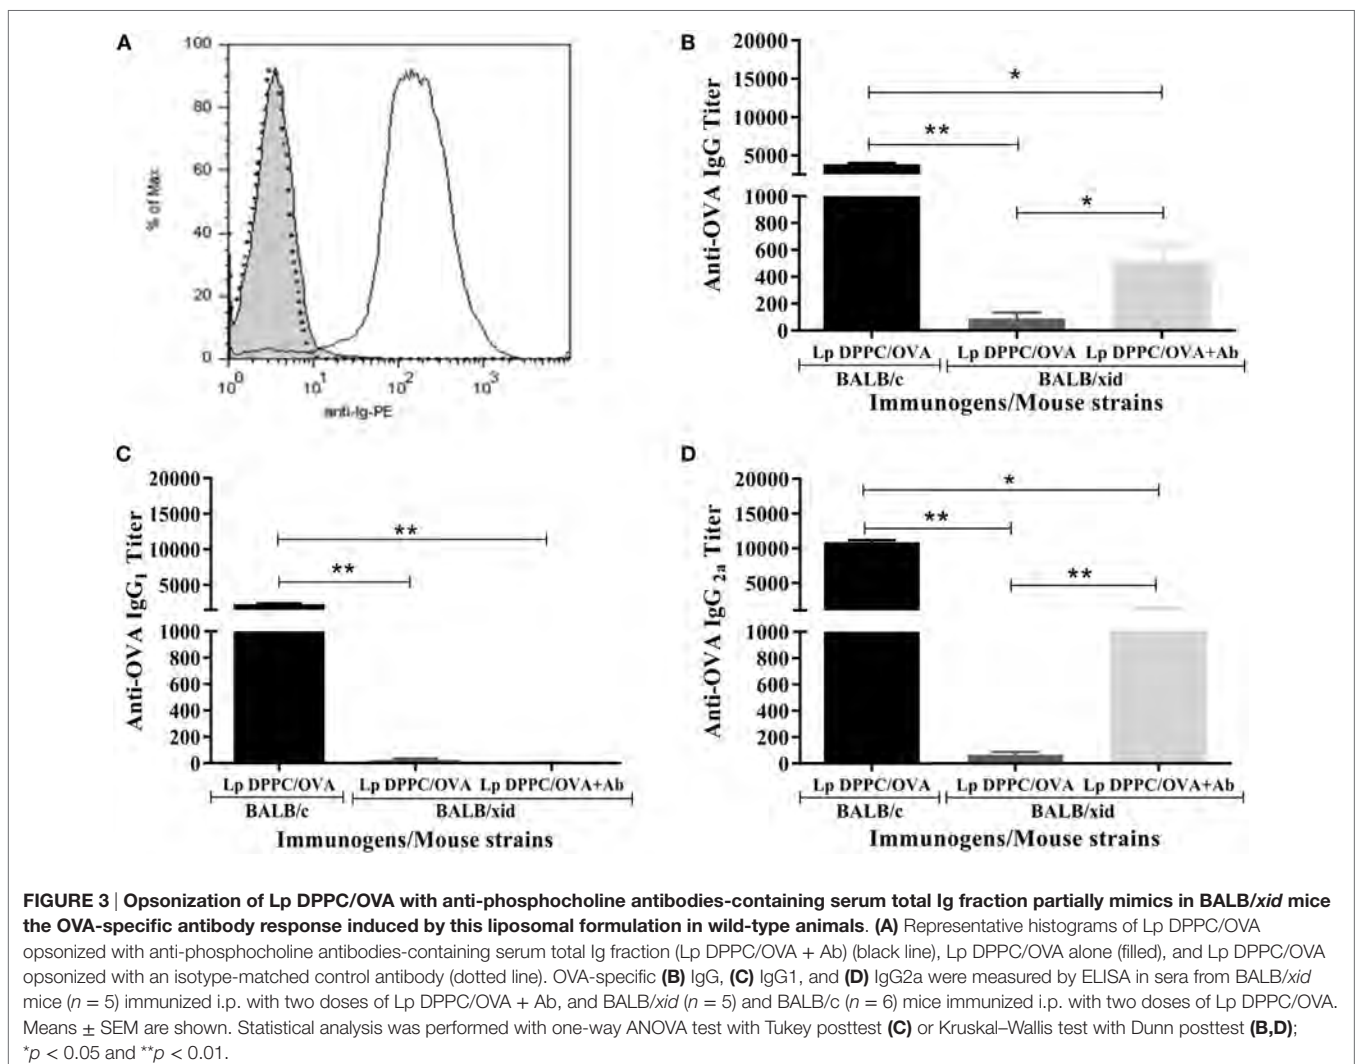 A
100
80
60
40
20
0
% of Max
10^0 10^1 10^2 10^3
anti-Ig-PE
B
20000
15000
10000
5000
1000
800
600
400
200
0
Anti-OVA IgG Titer
*
**
*
Lp DPPC/OVA Lp DPPC/OVA Lp DPPC/OVA+Ab
BALB/c BALB/xid
Immunogens/Mouse strains
C
20000
15000
10000
5000
1000
800
600
400
200
0
Anti-OVA IgG1 Titer
**
**
Lp DPPC/OVA Lp DPPC/OVA Lp DPPC/OVA+Ab
BALB/c BALB/xid
Immunogens/Mouse strains
D
20000
15000
10000
5000
1000
800
600
400
200
0
Anti-OVA IgG 2a Titer
*
**
**
Lp DPPC/OVA Lp DPPC/OVA Lp DPPC/OVA+Ab
BALB/c BALB/xid
Immunogens/Mouse strains
FIGURE 3 | Opsonization of Lp DPPC/OVA with anti-phosphocholine antibodies-containing serum total Ig fraction partially mimics in BALB/xid mice
the OVA-specific antibody response induced by this liposomal formulation in wild-type animals. (A) Representative histograms of Lp DPPC/OVA
opsonized with anti-phosphocholine antibodies-containing serum total Ig fraction (Lp DPPC/OVA + Ab) (black line), Lp DPPC/OVA alone (filled), and Lp DPPC/OVA
opsonized with an isotype-matched control antibody (dotted line). OVA-specific (B) IgG, (C) IgG1, and (D) IgG2a were measured by ELISA in sera from BALB/xid
mice (n = 5) immunized i.p. with two doses of Lp DPPC/OVA + Ab, and BALB/xid (n = 5) and BALB/c (n = 6) mice immunized i.p. with two doses of Lp DPPC/OVA.
Means ± SEM are shown. Statistical analysis was performed with one-way ANOVA test with Tukey posttest (C) or Kruskal–Wallis test with Dunn posttest (B,D);
*p < 0.05 and **p < 0.01.